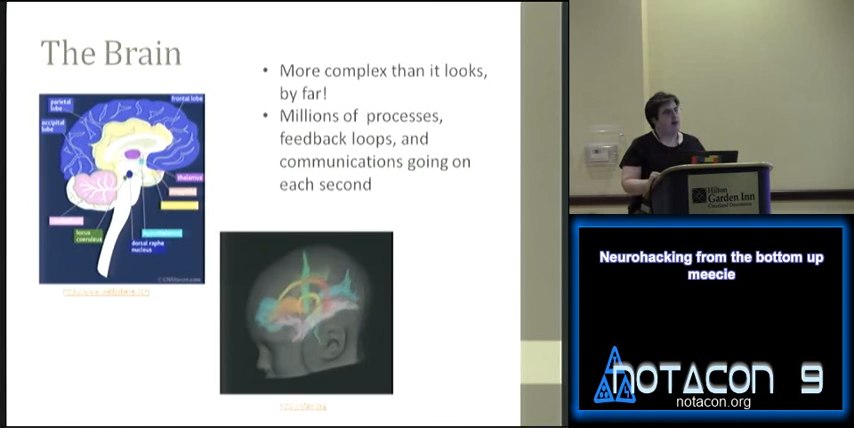 The Brain
• More complex than it looks,
by far!
• Millions of processes,
feedback loops, and
communications going on
each second
parietal
lobe
frontal lobe
occipital
lobe
thalamus
locus
coeruleus
dorsal raphe
nucleus
Hilton
Garden Inn
Neurohacking from the bottom up
meecie
NOTACON 9
notacon.org